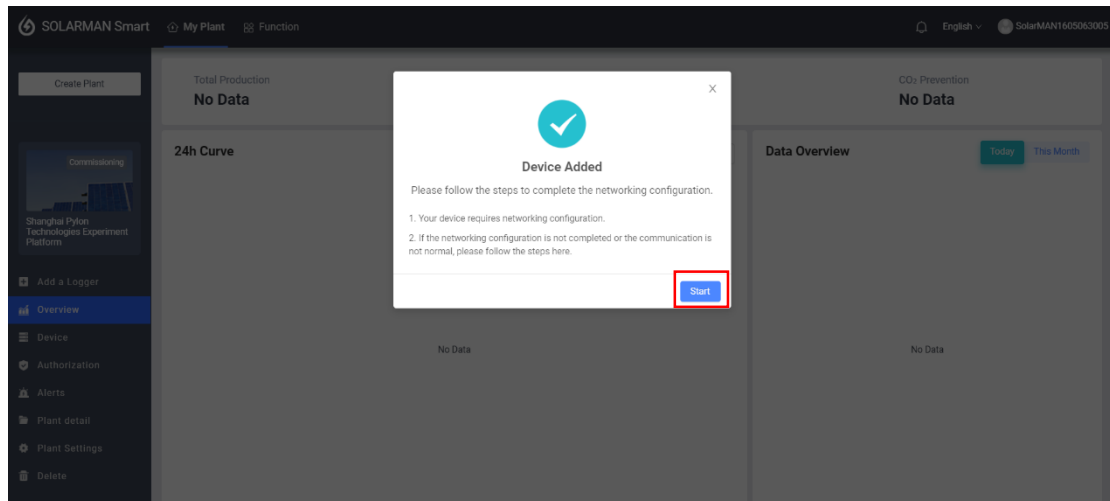 SOLARMAN Smart
My Plant
Function
English
SolarMAN1605063005
Create Plant
Total Production
No Data
CO₂ Prevention
No Data
Commissioning
Shanghai Pylon
Technologies Experiment
Platform
24h Curve
Data Overview
Today
This Month
Device Added
Please follow the steps to complete the networking configuration.
1. Your device requires networking configuration.
2. If the networking configuration is not completed or the communication is
not normal, please follow the steps here.
Start
Add a Logger
Overview
Device
Authorization
Alerts
Plant detail
Plant Settings
Delete
No Data
No Data